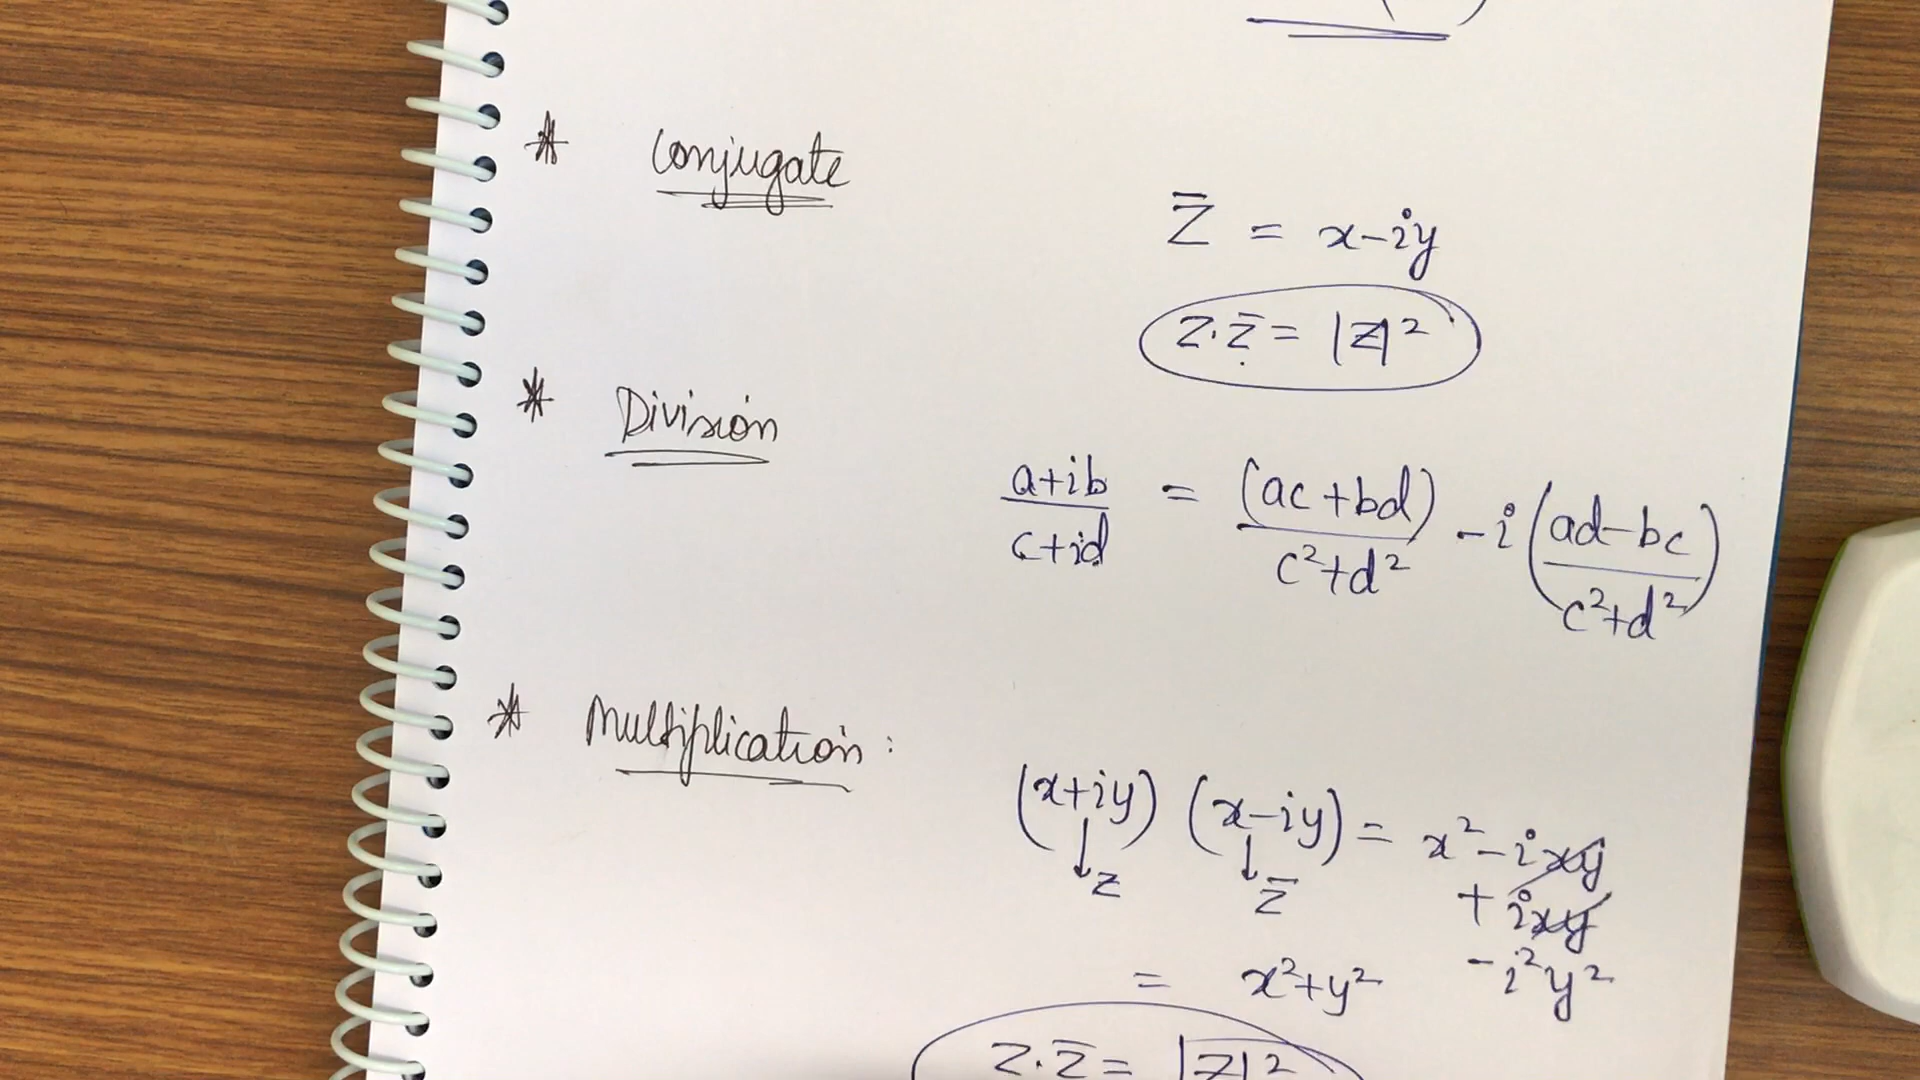 * Conjugate
z̄ = x-iy
z·z̄ = |z|²
* Division
a+ib / c+id = (ac+bd) / c²+d² - i (ad-bc / c²+d²)
* Multiplication:
(x+iy) (x-iy) = x² - ixy
↓z ↓z̄ + ixy
= x²+y² - i²y²
z·z̄ = |z|²